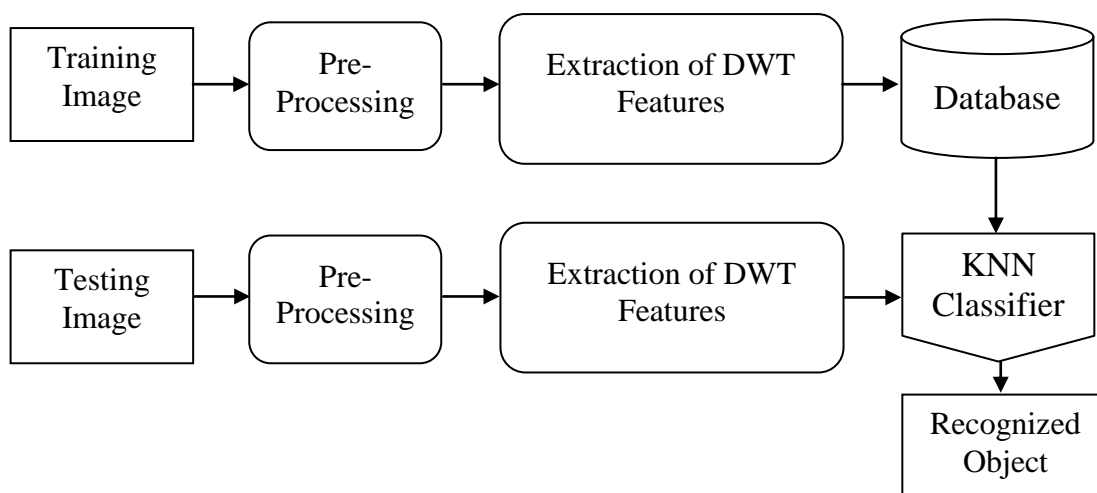 Training
Image
Pre-
Processing
Extraction of DWT
Features
Database
Testing
Image
Pre-
Processing
Extraction of DWT
Features
KNN
Classifier
Recognized
Object